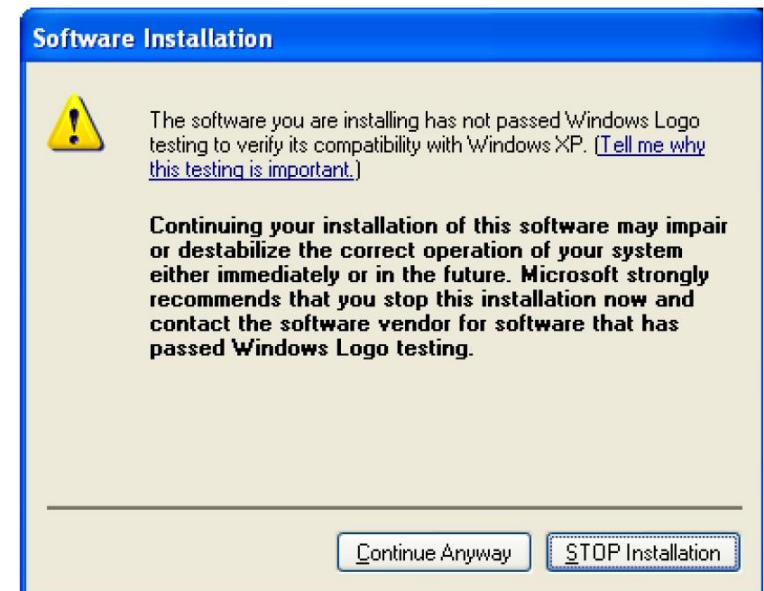 Software Installation
The software you are installing has not passed Windows Logo
testing to verify its compatibility with Windows XP. (Tell me why
this testing is important.)
Continuing your installation of this software may impair
or destabilize the correct operation of your system
either immediately or in the future. Microsoft strongly
recommends that you stop this installation now and
contact the software vendor for software that has
passed Windows Logo testing.
Continue Anyway
STOP Installation